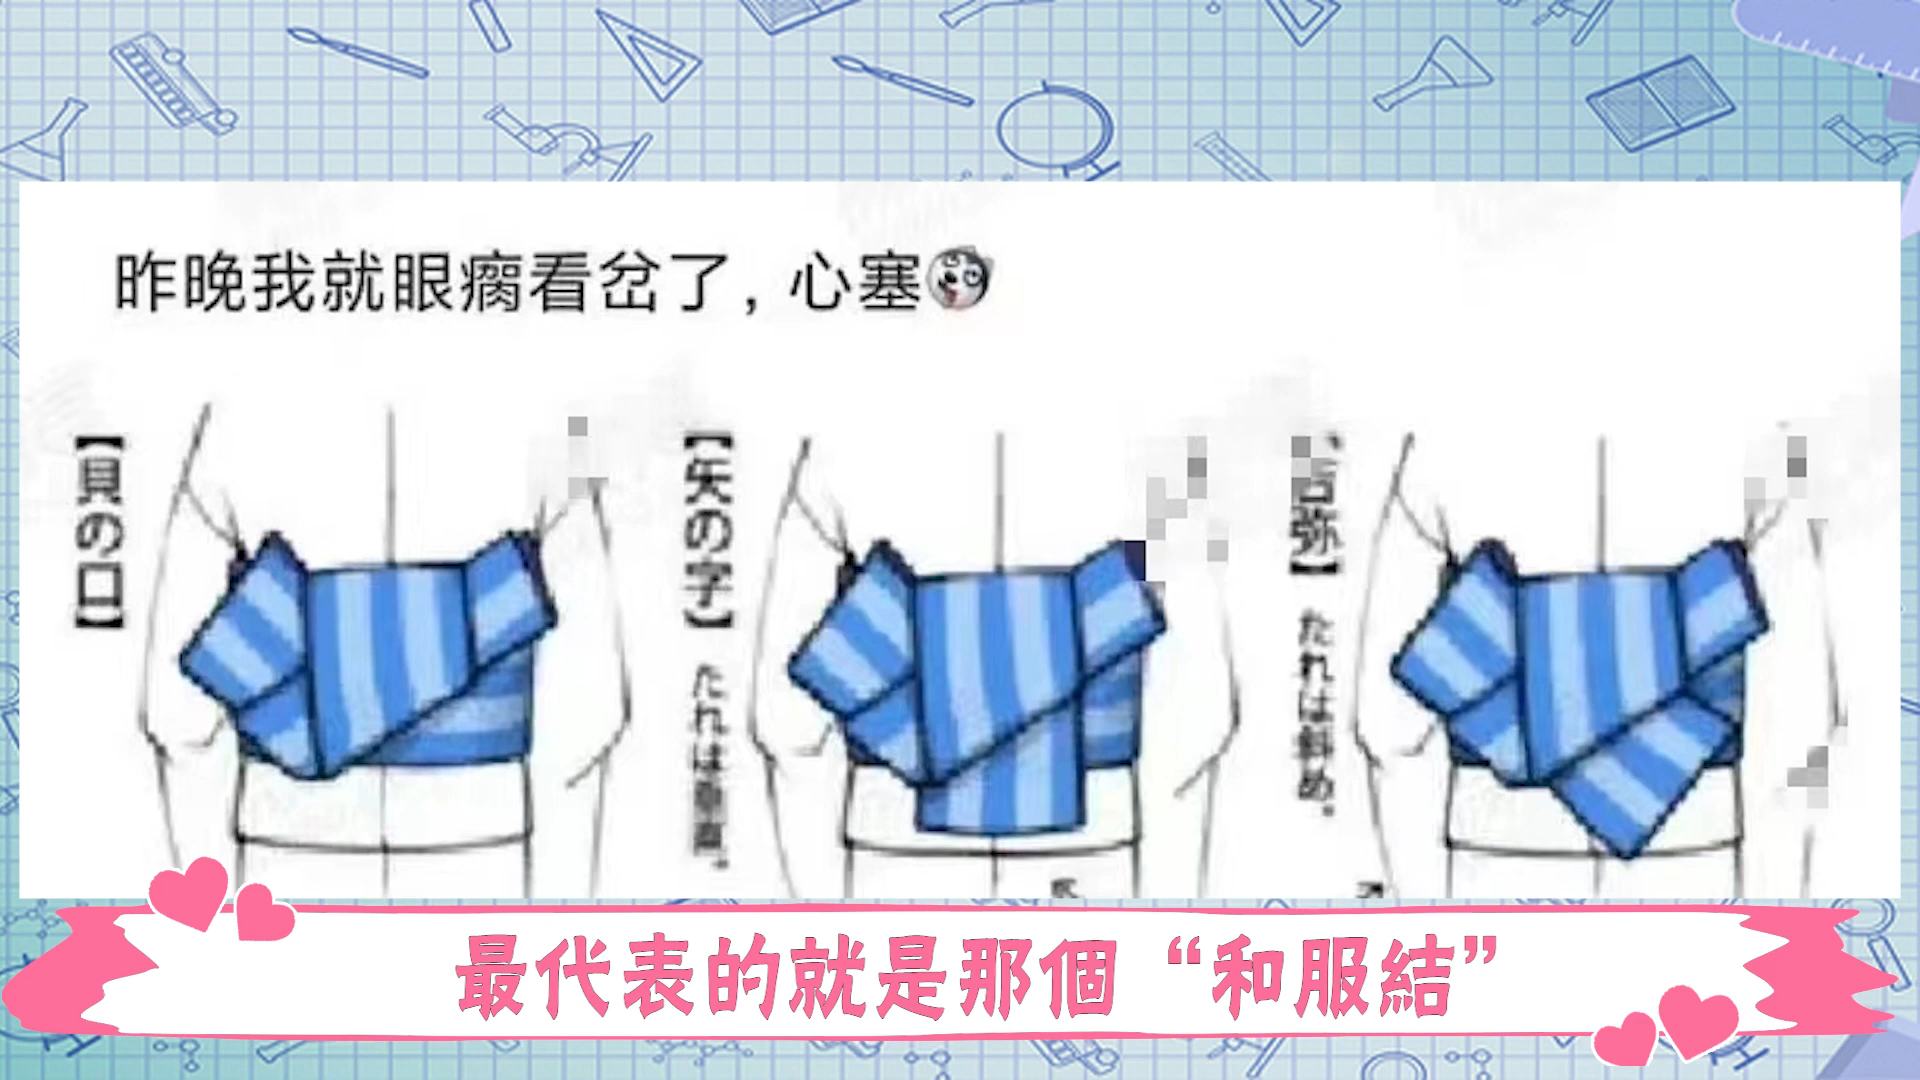 昨晚我就眼瘸看岔了，心塞
【貝の口】
【矢の字】たれは垂直。
吉弥】たれは斜め。
最代表的就是那個“和服結”